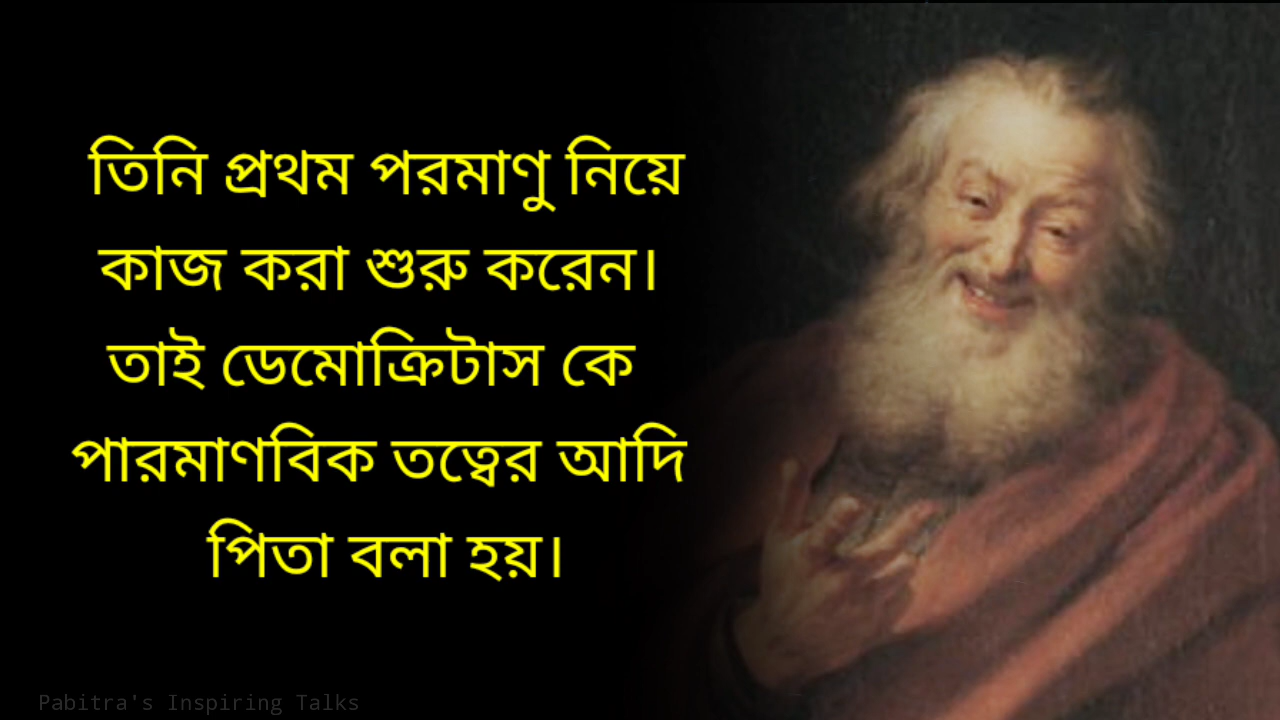 তিনি প্রথম পরমাণু নিয়ে
কাজ করা শুরু করেন।
তাই ডেমোক্রিটাস কে
পারমাণবিক তত্বের আদি
পিতা বলা হয়।
Pabitra's Inspiring Talks